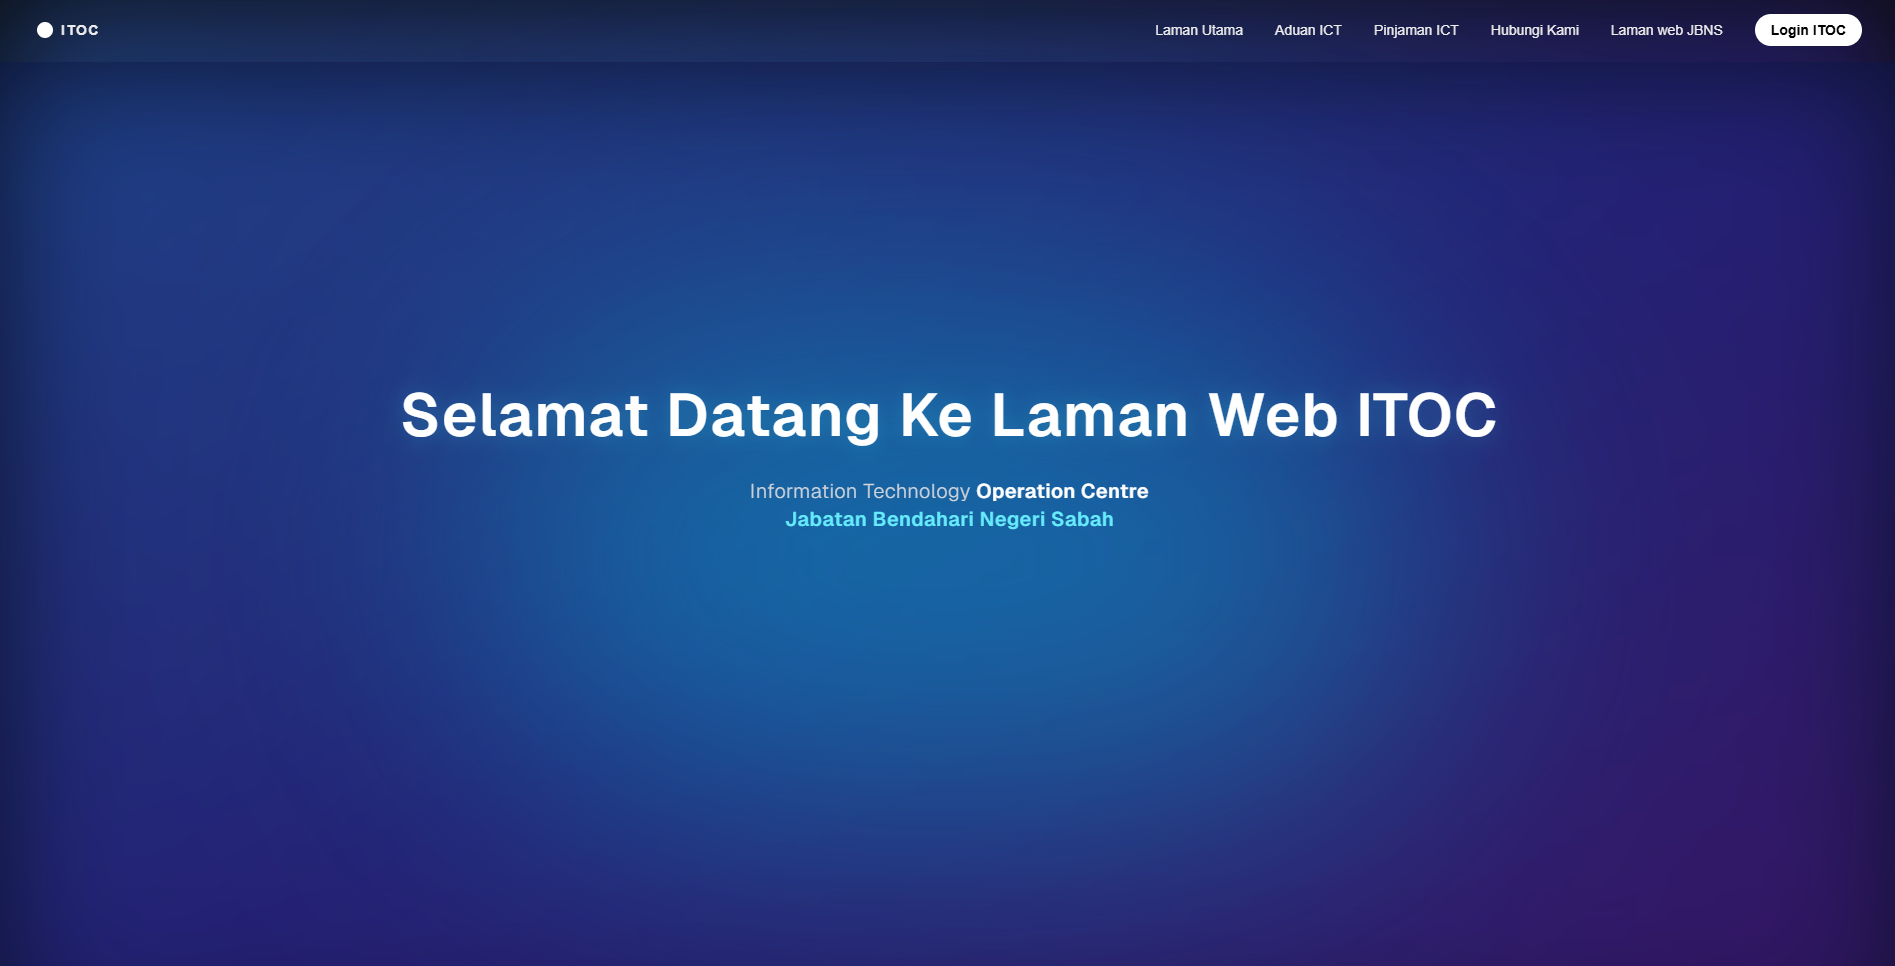 ITOC
Laman Utama
Aduan ICT
Pinjaman ICT
Hubungi Kami
Laman web JBNS
Login ITOC
Selamat Datang Ke Laman Web ITOC
Information Technology Operation Centre
Jabatan Bendahari Negeri Sabah